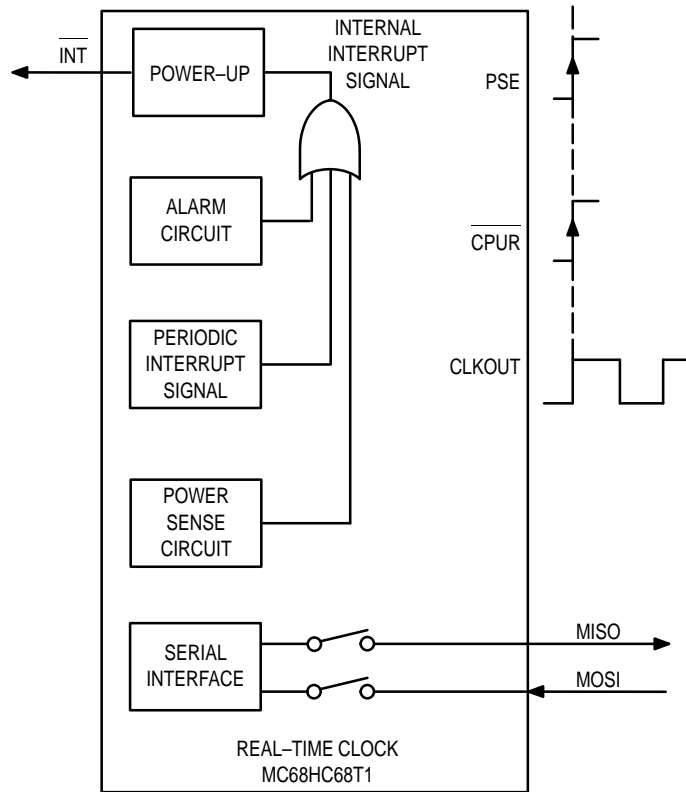 INT
POWER–UP
INTERNAL
INTERRUPT
SIGNAL
PSE
ALARM
CIRCUIT
CPUR
PERIODIC
INTERRUPT
SIGNAL
CLKOUT
POWER
SENSE
CIRCUIT
SERIAL
INTERFACE
MISO
MOSI
REAL–TIME CLOCK
MC68HC68T1